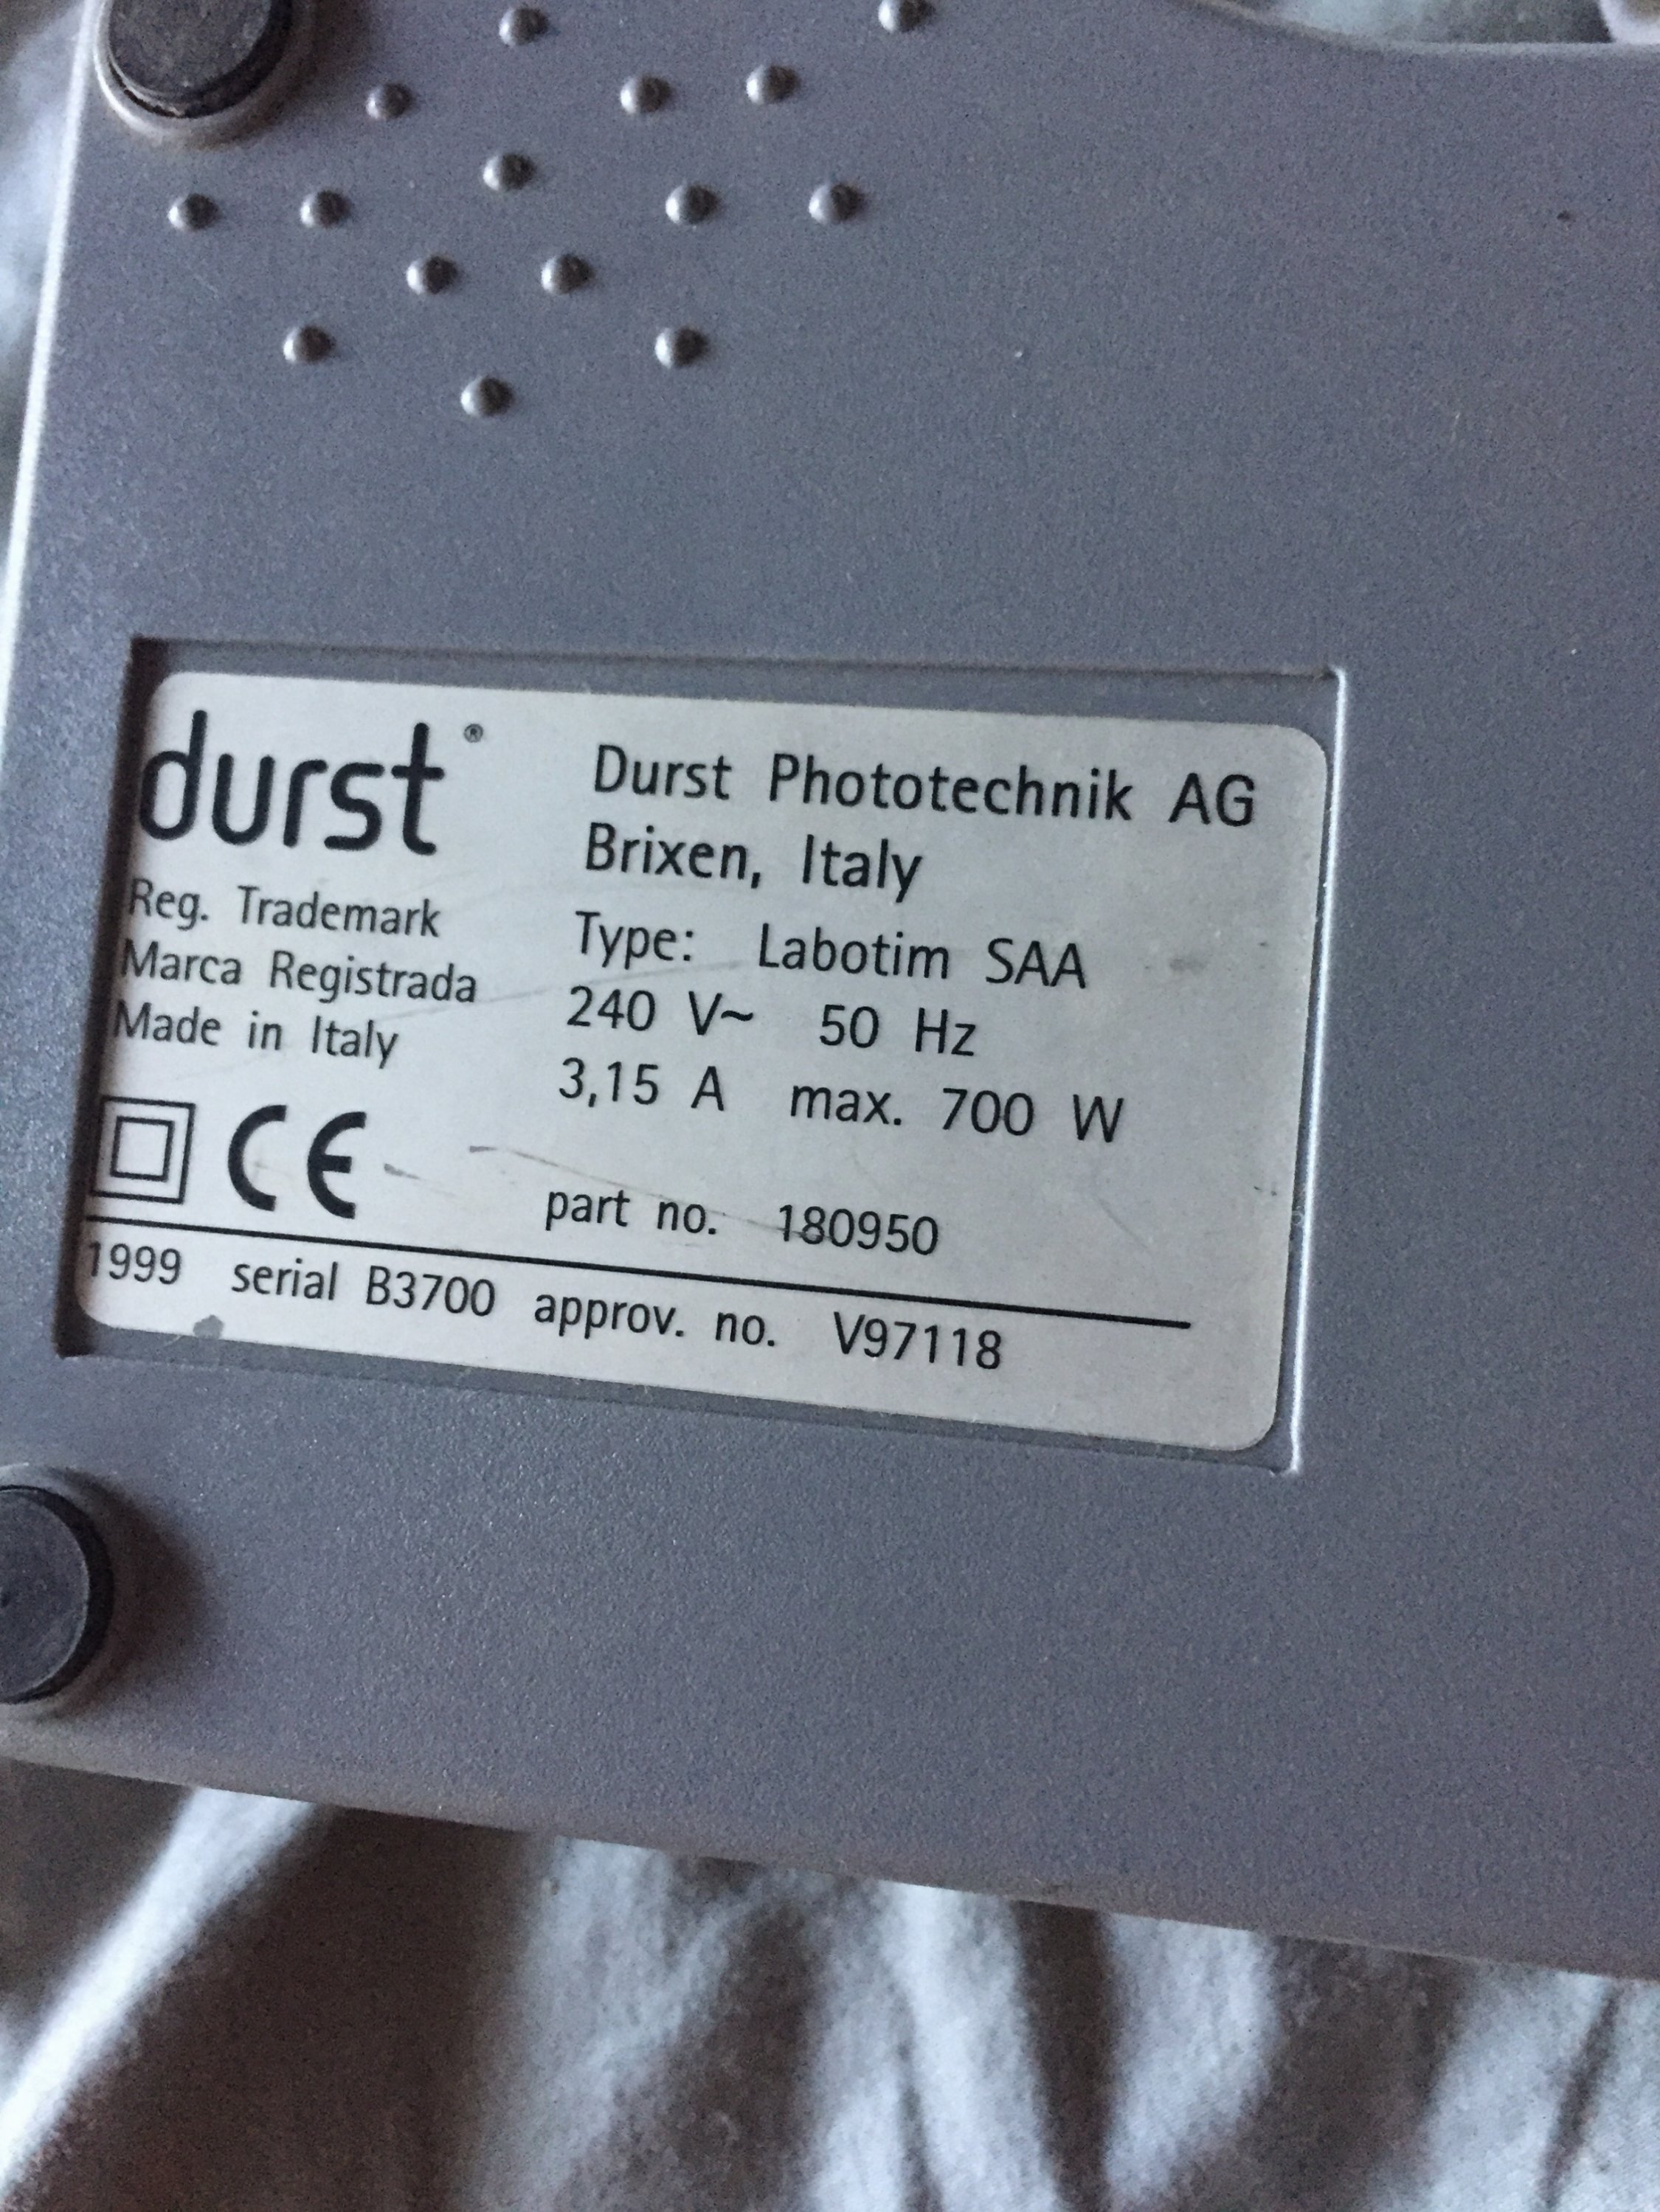 durst®
Reg. Trademark
Marca Registrada
Made in Italy
CE
Durst Phototechnik AG
Brixen, Italy
Type: Labotim SAA
240 V~ 50 Hz
3,15 A max. 700 W
part no. 180950
1999 serial B3700 approv. no. V97118